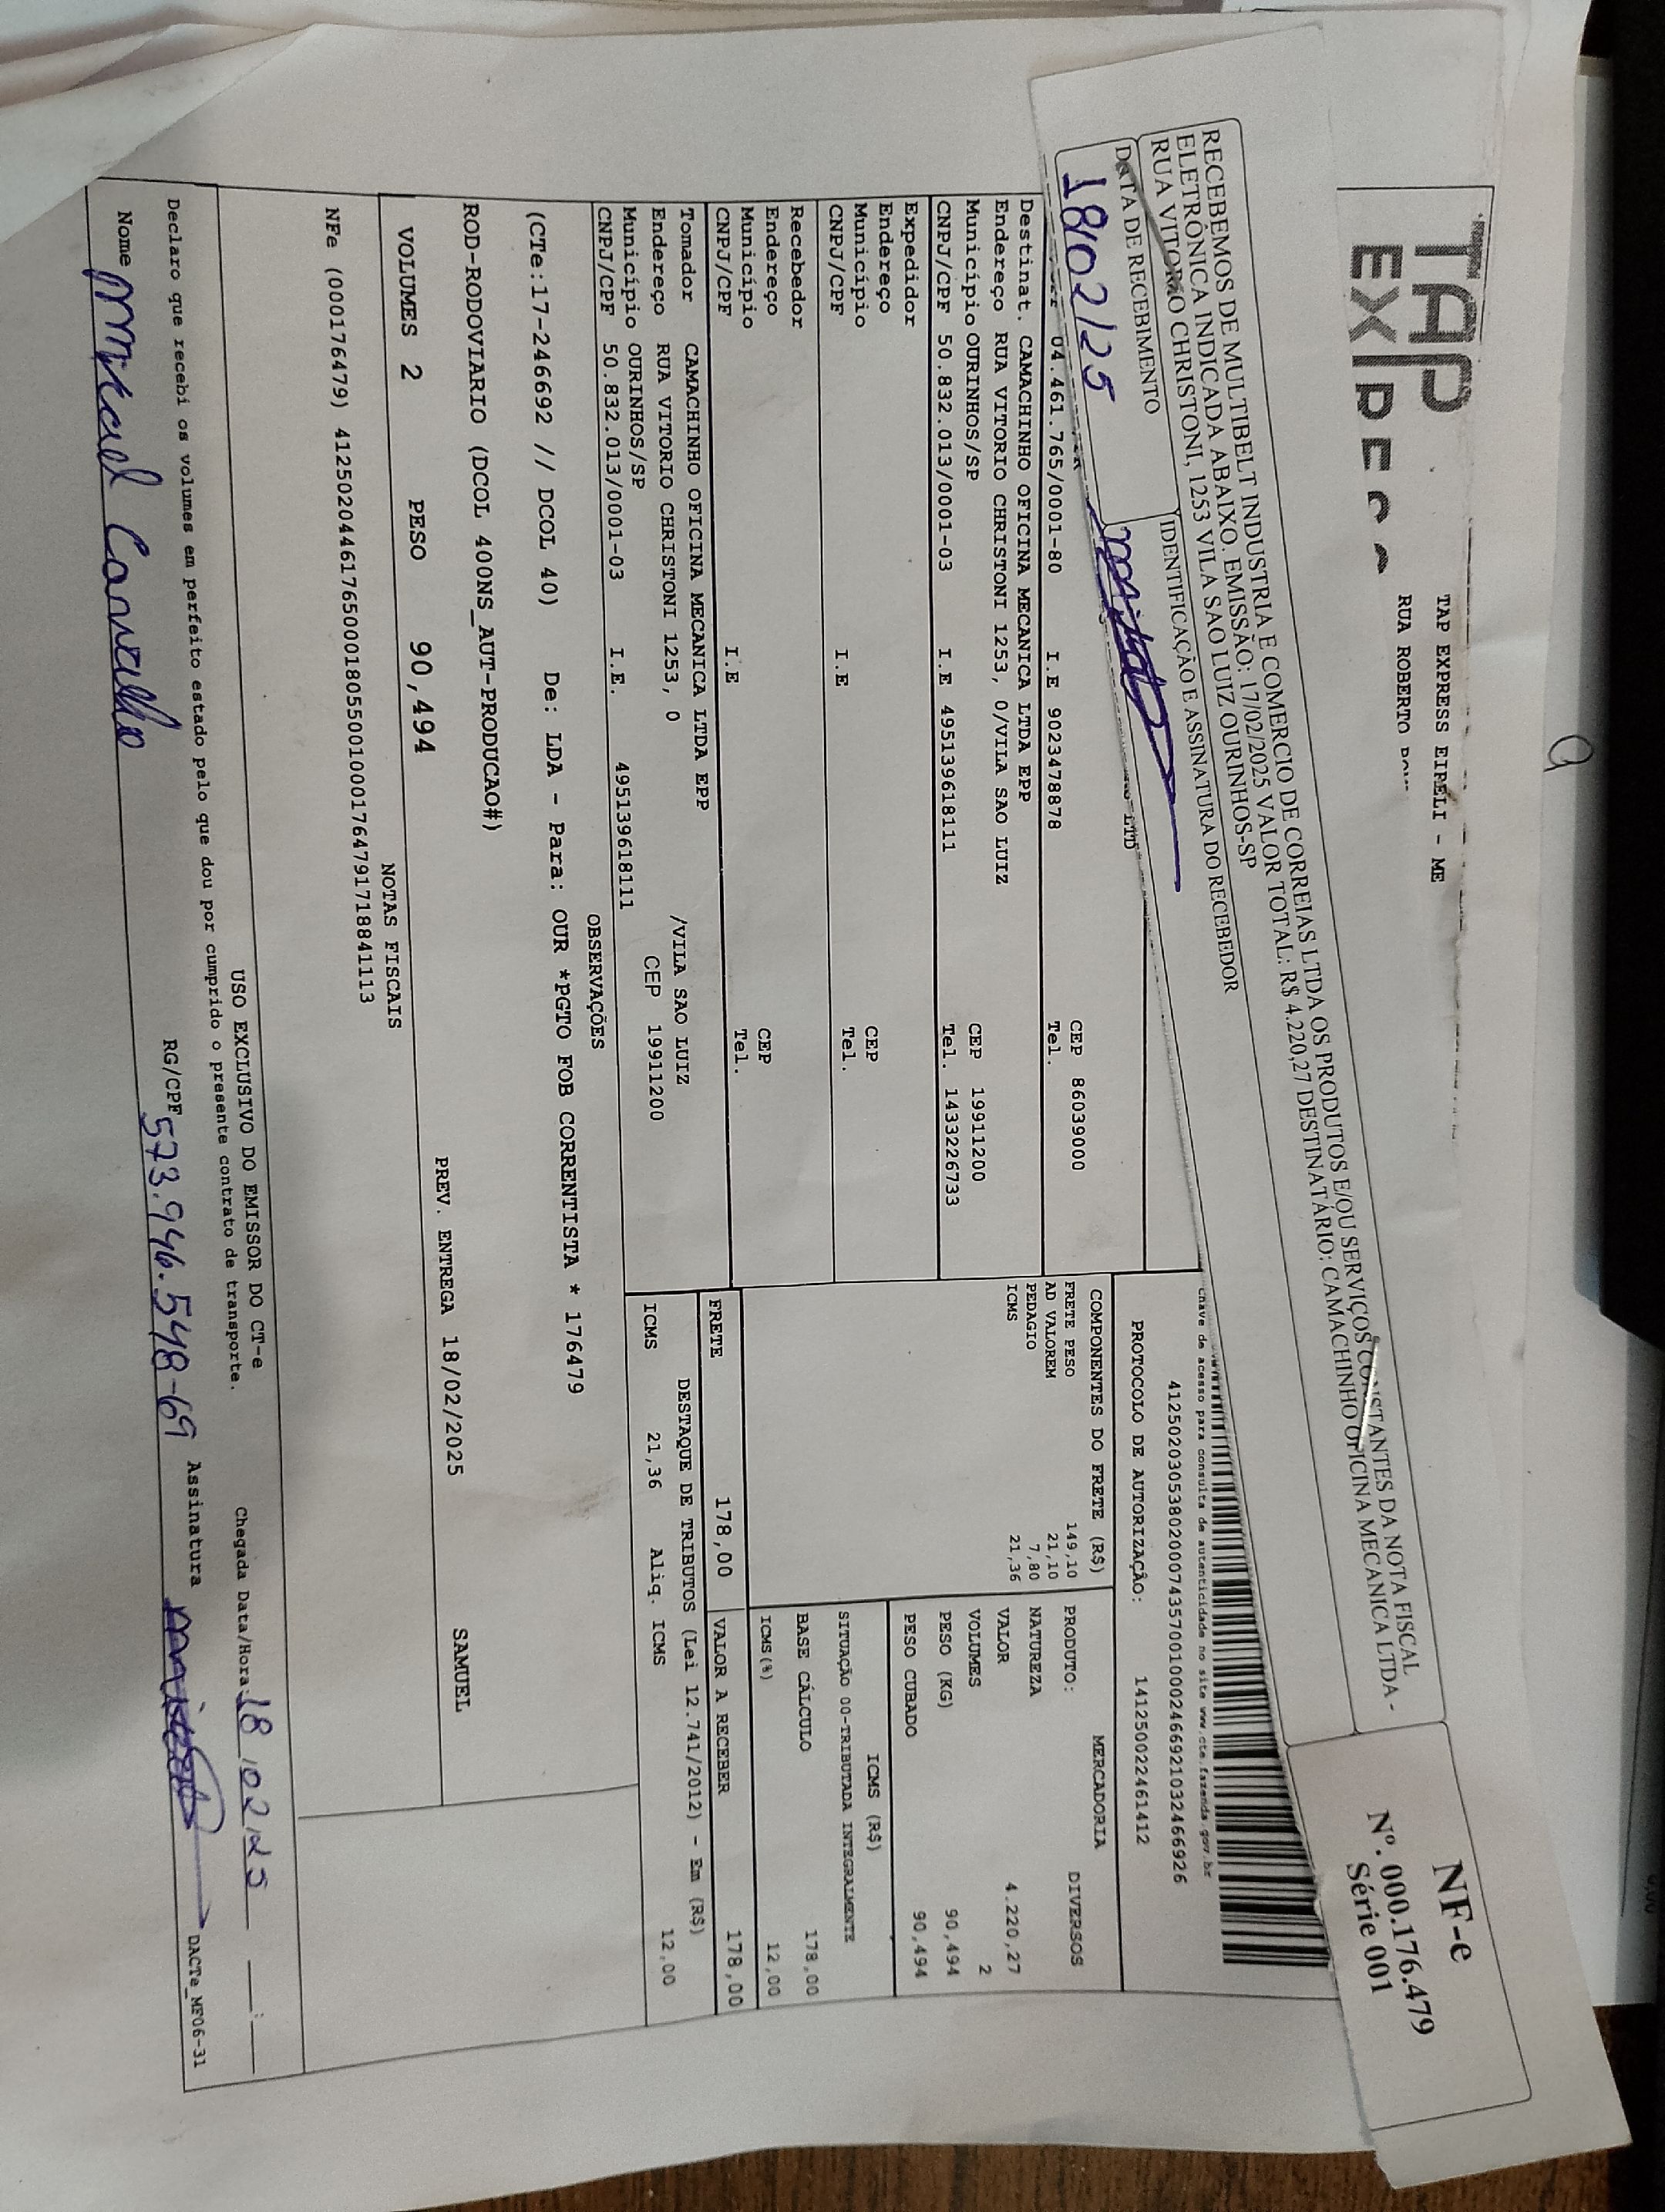 TAP
TAP EXPRESS EIRELI - ME
RUA ROBERTO
RECEBEMOS DE MULTIBELT INDUSTRIA E COMERCIO DE CORREIAS LTDA OS PRODUTOS E/OU SERVIÇOS CONSTANTES DA NOTA FISCAL
ELETRÔNICA INDICADA ABAIXO. EMISSÃO: 17/02/2025 VALOR TOTAL: R$ 4.220,27 DESTINATÁRIO: CAMACHINHO OFICINA MECANICA LTDA -
RUA VITORIO CHRISTONI, 1253 VILA SAO LUIZ OURINHOS-SP
NF-e
Nº. 000.176.479
Série 001
DATA DE RECEBIMENTO
IDENTIFICAÇÃO E ASSINATURA DO RECEBEDOR
18/02/25
Chave de acesso para consulta de autenticidade no site www.cte.fazenda.gov.br
41250203053802000743570010002466921032466926
PROTOCOLO DE AUTORIZAÇÃO: 141250022461412
04.461.765/0001-80 I.E 9023478878
CEP 86039000
Tel.
Destinat. CAMACHINHO OFICINA MECANICA LTDA EPP
Endereço RUA VITORIO CHRISTONI 1253, 0/VILA SAO LUIZ
Município OURINHOS/SP CEP 19911200
CNPJ/CPF 50.832.013/0001-03 I.E 495139618111 Tel. 1433226733
Expedidor
Endereço
Município CEP
CNPJ/CPF I.E Tel.
Recebedor
Endereço
Município CEP
CNPJ/CPF I.E Tel.
Tomador CAMACHINHO OFICINA MECANICA LTDA EPP
Endereço RUA VITORIO CHRISTONI 1253, 0 /VILA SAO LUIZ
Município OURINHOS/SP CEP 19911200
CNPJ/CPF 50.832.013/0001-03 I.E. 495139618111
COMPONENTES DO FRETE (R$)
FRETE PESO 149,10
AD VALOREM 21,10
PEDAGIO 7,80
ICMS 21,36
MERCADORIA
PRODUTO: DIVERSOS
NATUREZA
VALOR 4.220,27
VOLUMES 2
PESO (KG) 90,494
PESO CUBADO 90,494
ICMS (R$)
SITUAÇÃO 00-TRIBUTADA INTEGRALMENTE
BASE CÁLCULO 178,00
ICMS(%) 12,00
FRETE 178,00 VALOR A RECEBER 178,00
DESTAQUE DE TRIBUTOS (Lei 12.741/2012) - Em (R$)
ICMS 21,36 Aliq. ICMS 12,00
OBSERVAÇÕES
(CTe:17-246692 // DCOL 40) De: LDA - Para: OUR *PGTO FOB CORRENTISTA * 176479
ROD-RODOVIARIO (DCOL 400NS_AUT-PRODUCAO#)
VOLUMES 2 PESO 90,494 PREV. ENTREGA 18/02/2025 SAMUEL
NOTAS FISCAIS
NFe (000176479) 41250204461765000180550010001764791718841113
USO EXCLUSIVO DO EMISSOR DO CT-e
Declaro que recebi os volumes em perfeito estado pelo que dou por cumprido o presente contrato de transporte.
Chegada Data/Hora: 18/02/25
Nome Carvalho RG/CPF 573.946.548-69 Assinatura
DACTe_MF06-31